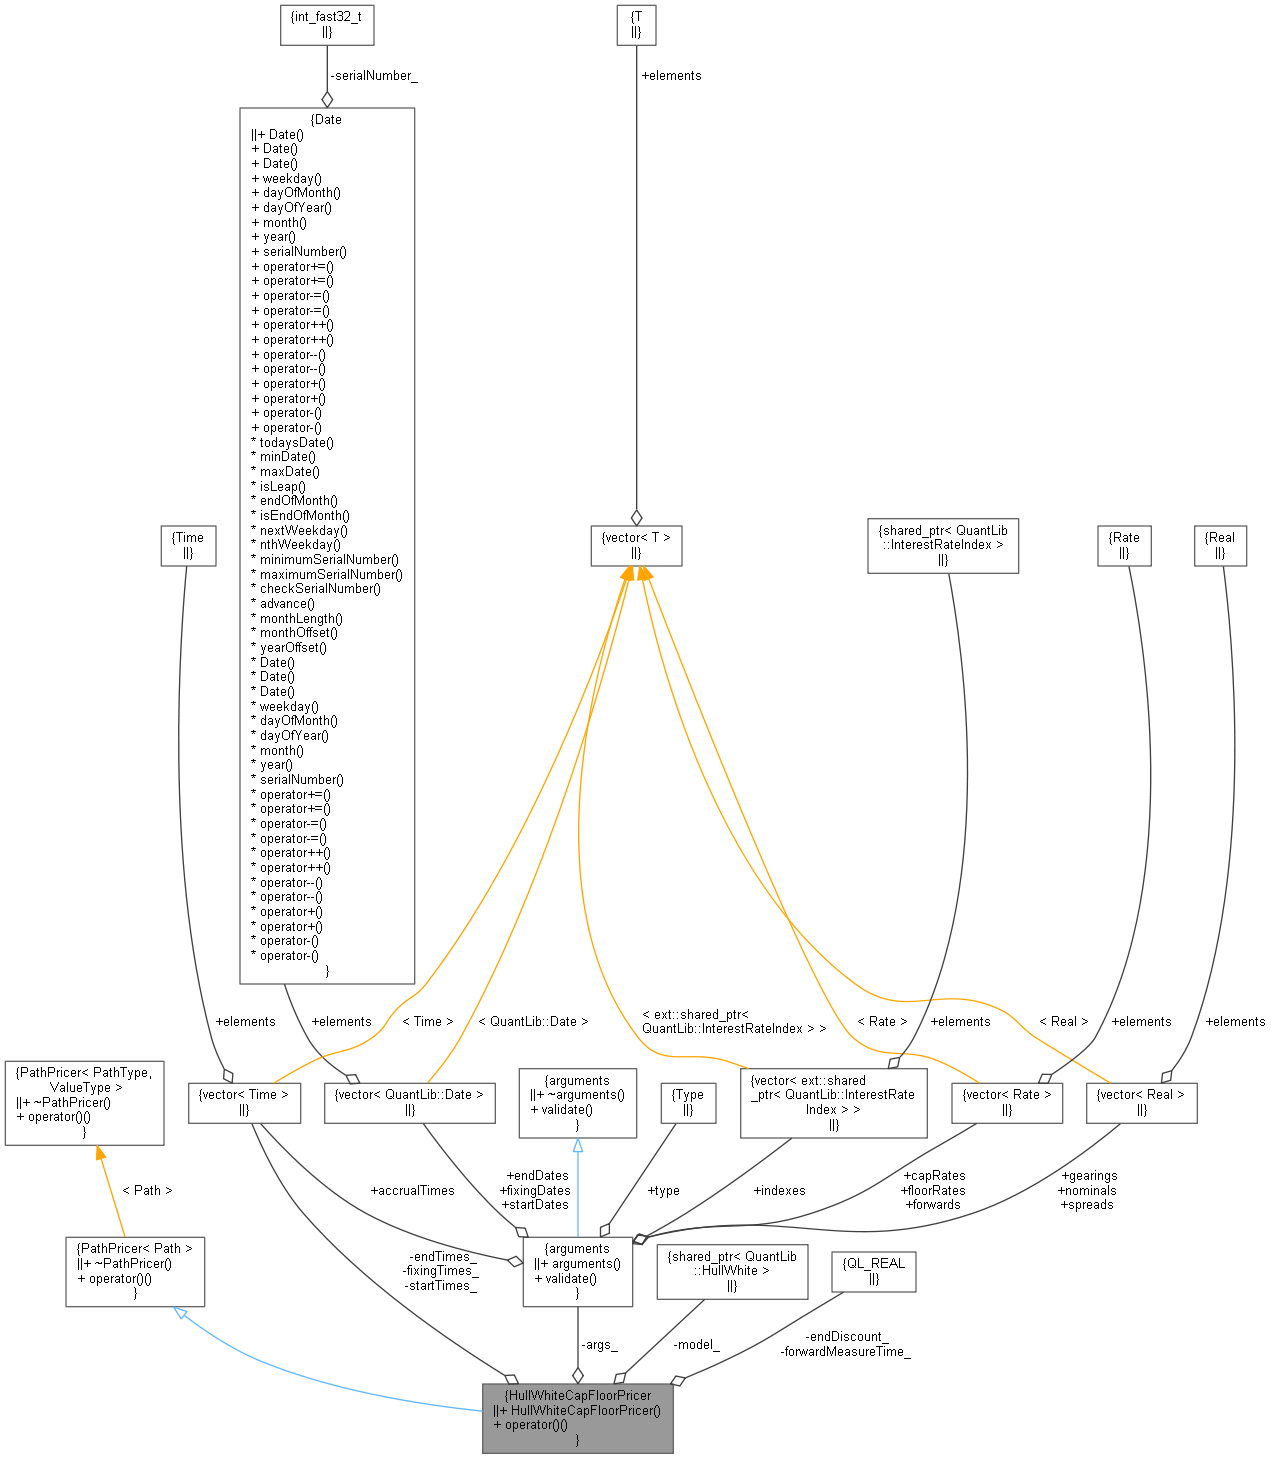 {int_fast32_t
||}
{T
||}
-serialNumber_
+elements
{Date
||+ Date()
+ Date()
+ Date()
+ weekday()
+ dayOfMonth()
+ dayOfYear()
+ month()
+ year()
+ serialNumber()
+ operator+=()
+ operator+=()
+ operator-=()
+ operator-=()
+ operator++()
+ operator++()
+ operator--()
+ operator--()
+ operator+()
+ operator+()
+ operator-()
+ operator-()
* todaysDate()
* minDate()
* maxDate()
* isLeap()
* endOfMonth()
* isEndOfMonth()
* nextWeekday()
* nthWeekday()
* minimumSerialNumber()
* maximumSerialNumber()
* checkSerialNumber()
* advance()
* monthLength()
* monthOffset()
* yearOffset()
* Date()
* Date()
* Date()
* weekday()
* dayOfMonth()
* dayOfYear()
* month()
* year()
* serialNumber()
* operator+=()
* operator+=()
* operator-=()
* operator-=()
* operator++()
* operator++()
* operator--()
* operator--()
* operator+()
* operator+()
* operator-()
* operator-()
}
{Time
||}
{vector< T >
||}
{shared_ptr< QuantLib
::InterestRateIndex >
||}
{Rate
||}
{Real
||}
+elements
+elements
< Time >
< QuantLib::Date >
< ext::shared_ptr<
QuantLib::InterestRateIndex > >
< Rate >
+elements
< Real >
+elements
+elements
{PathPricer< PathType,
ValueType >
||+ ~PathPricer()
+ operator()()
}
{vector< Time >
||}
{vector< QuantLib::Date >
||}
{arguments
||+ ~arguments()
+ validate()
}
{Type
||}
{vector< ext::shared
_ptr< QuantLib::InterestRate
Index > >
||}
{vector< Rate >
||}
{vector< Real >
||}
< Path >
+accrualTimes
+endDates
+fixingDates
+startDates
+type
+indexes
+capRates
+floorRates
+forwards
+gearings
+nominals
+spreads
{PathPricer< Path >
||+ ~PathPricer()
+ operator()()
}
-endTimes_
-fixingTimes_
-startTimes_
{arguments
||+ arguments()
+ validate()
}
{shared_ptr< QuantLib
::HullWhite >
||}
{QL_REAL
||}
-args_
-model_
-endDiscount_
-forwardMeasureTime_
{HullWhiteCapFloorPricer
||+ HullWhiteCapFloorPricer()
+ operator()()
}